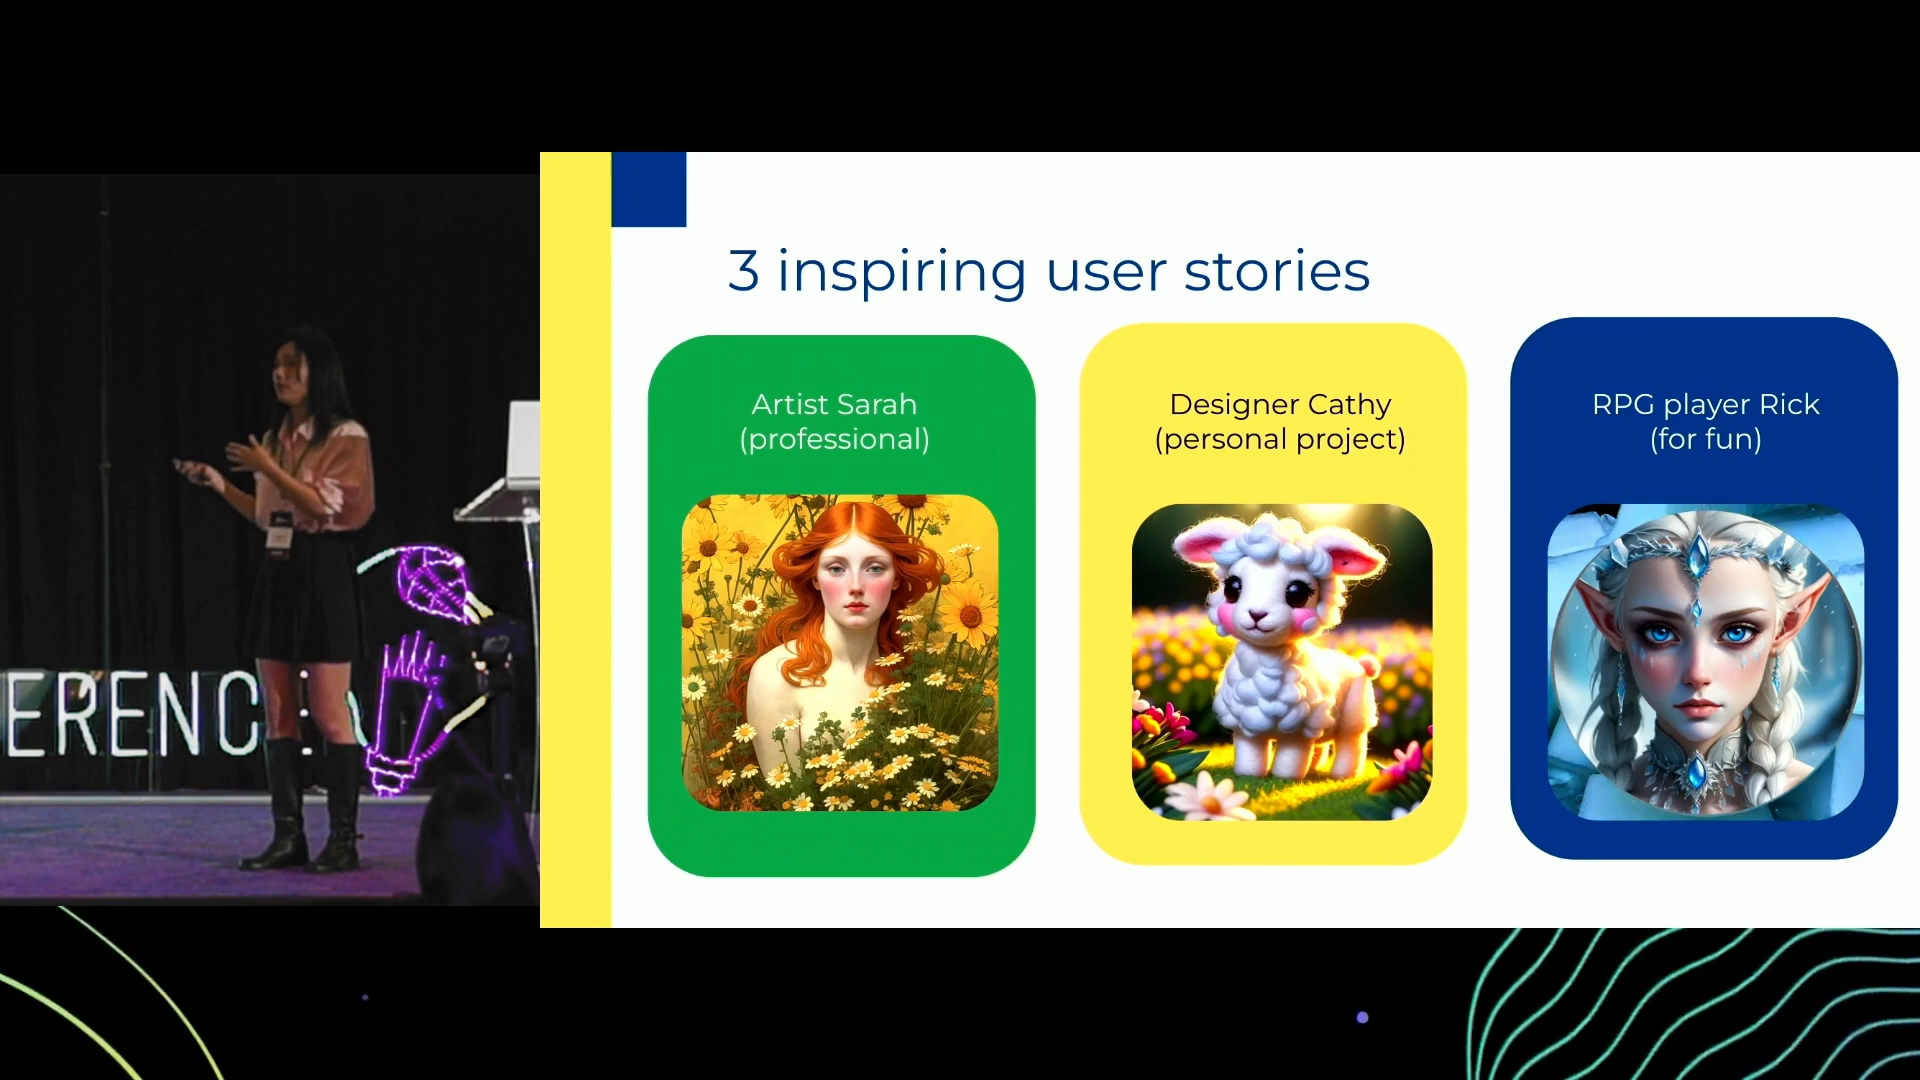 3 inspiring user stories
Artist Sarah
(professional)
Designer Cathy
(personal project)
RPG player Rick
(for fun)
ERENC